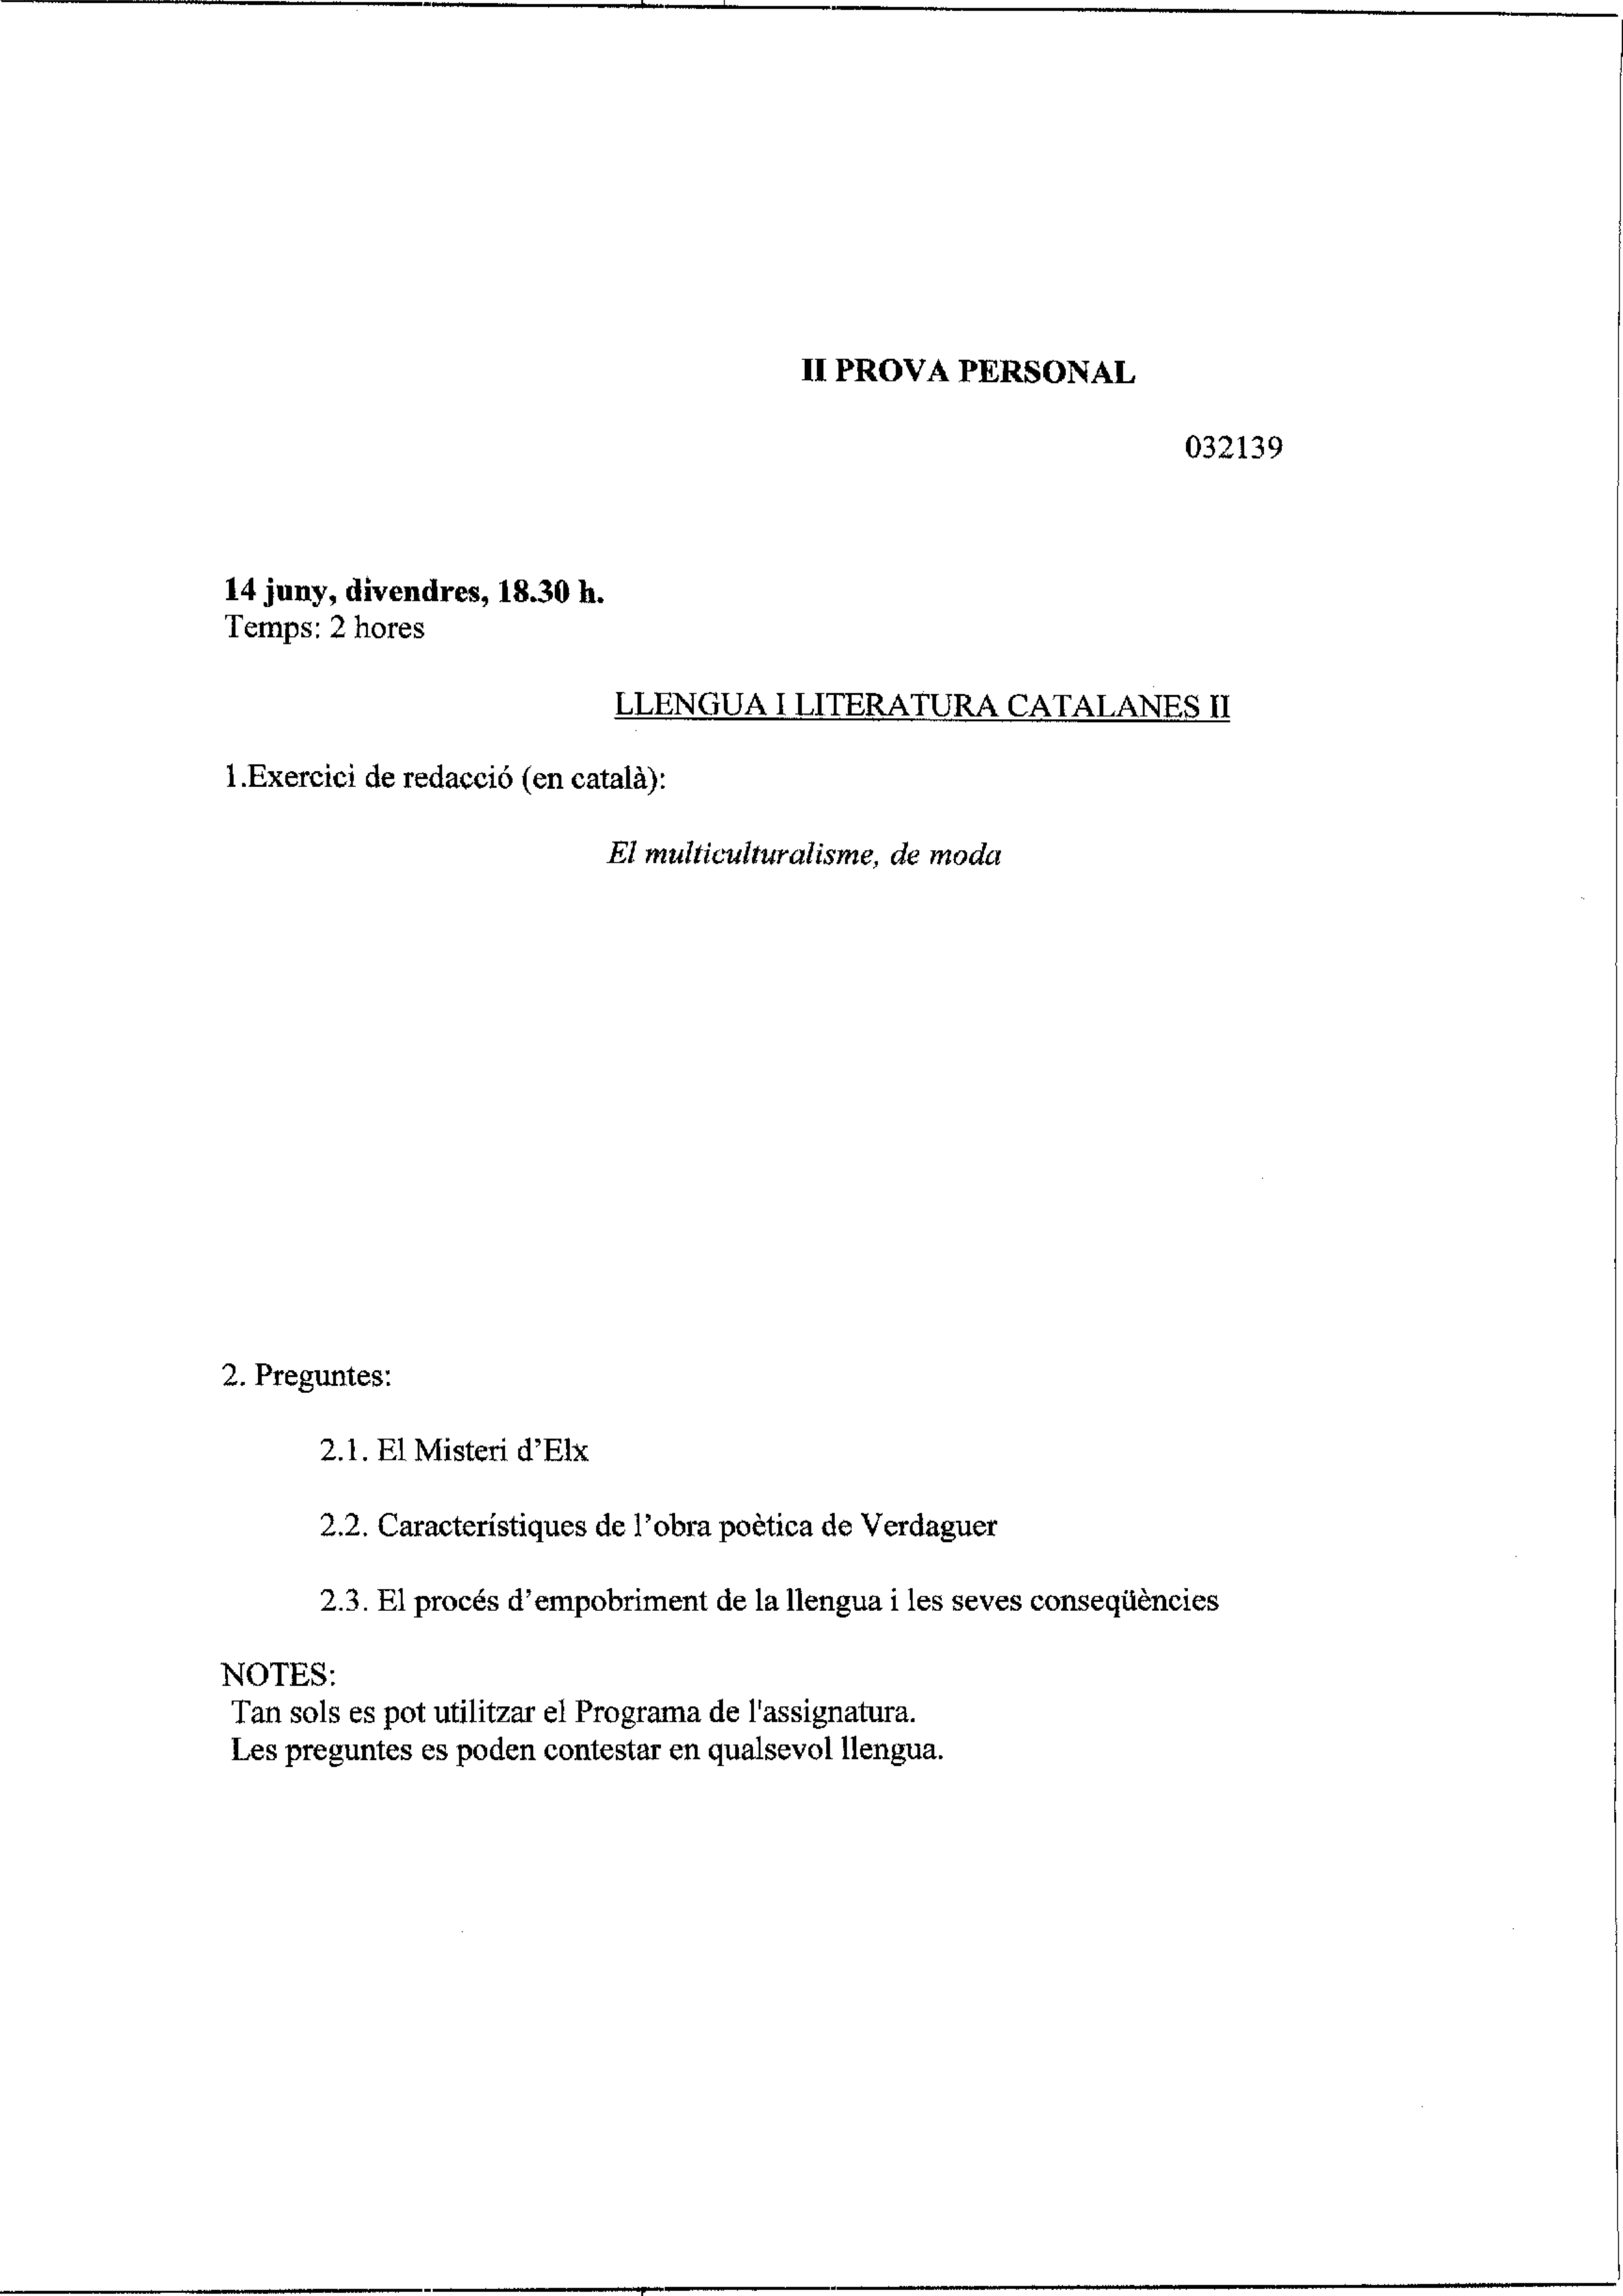 II PROVA PERSONAL
032139
14 juny, divendres, 18.30 h.
Temps: 2 hores
LLENGUA I LITERATURA CATALANES II
1.Exercici de redacció (en català):
El multiculturalisme, de moda
2. Preguntes:
2.1. El Misteri d’Elx
2.2. Característiques de l’obra poètica de Verdaguer
2.3. El procés d’empobriment de la llengua i les seves conseqüències
NOTES:
Tan sols es pot utilitzar el Programa de l'assignatura.
Les preguntes es poden contestar en qualsevol llengua.